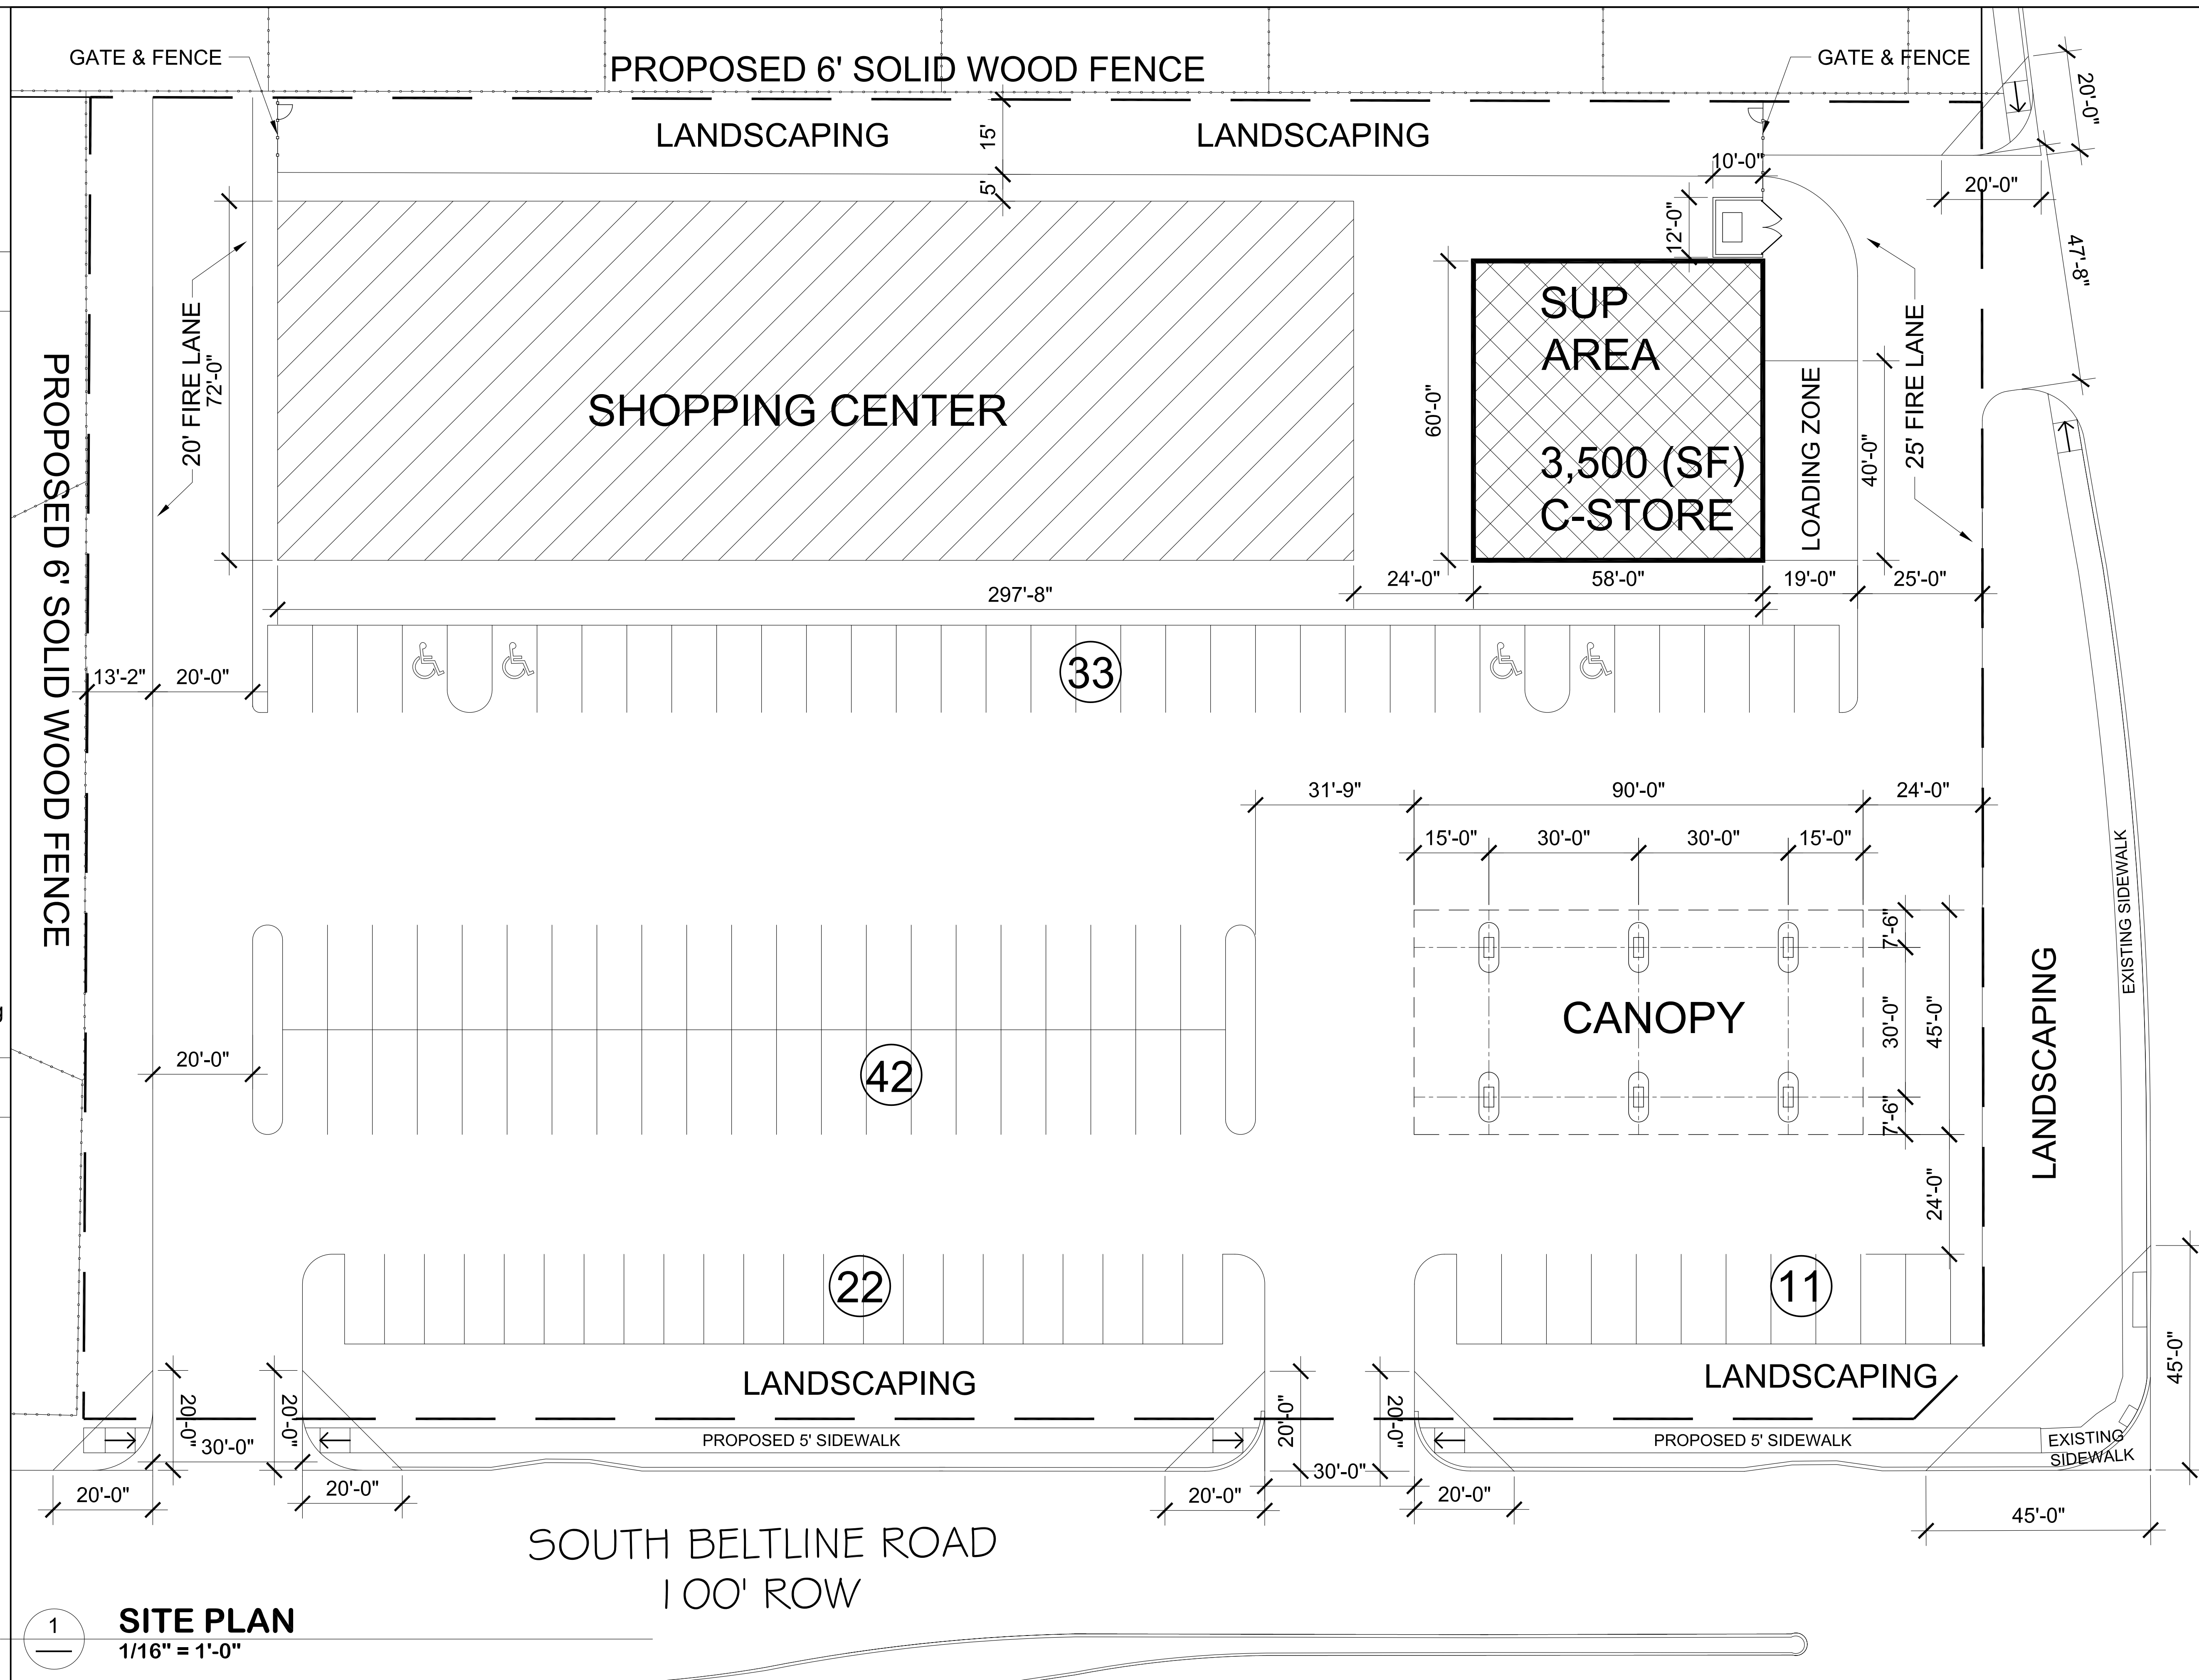 GATE & FENCE
PROPOSED 6' SOLID WOOD FENCE
GATE & FENCE
20'-0"
LANDSCAPING
15'
LANDSCAPING
10'-0"
5'
20'-0"
12'-0"
47'-8"
SUP
AREA
3,500 (SF)
C-STORE
20' FIRE LANE
72'-0"
SHOPPING CENTER
60'-0"
LOADING ZONE
40'-0"
25' FIRE LANE
PROPOSED 6' SOLID WOOD FENCE
297'-8"
24'-0"
58'-0"
19'-0"
25'-0"
13'-2"
20'-0"
33
31'-9"
90'-0"
24'-0"
15'-0"
30'-0"
30'-0"
15'-0"
7'-6"
30'-0"
45'-0"
7'-6"
CANOPY
EXISTING SIDEWALK
LANDSCAPING
20'-0"
42
24'-0"
22
11
45'-0"
LANDSCAPING
LANDSCAPING
20'-0"
20'-0"
20'-0"
20'-0"
30'-0"
PROPOSED 5' SIDEWALK
PROPOSED 5' SIDEWALK
EXISTING
SIDEWALK
30'-0"
20'-0"
20'-0"
20'-0"
20'-0"
45'-0"
SOUTH BELTLINE ROAD
100' ROW
1
SITE PLAN
1/16" = 1'-0"